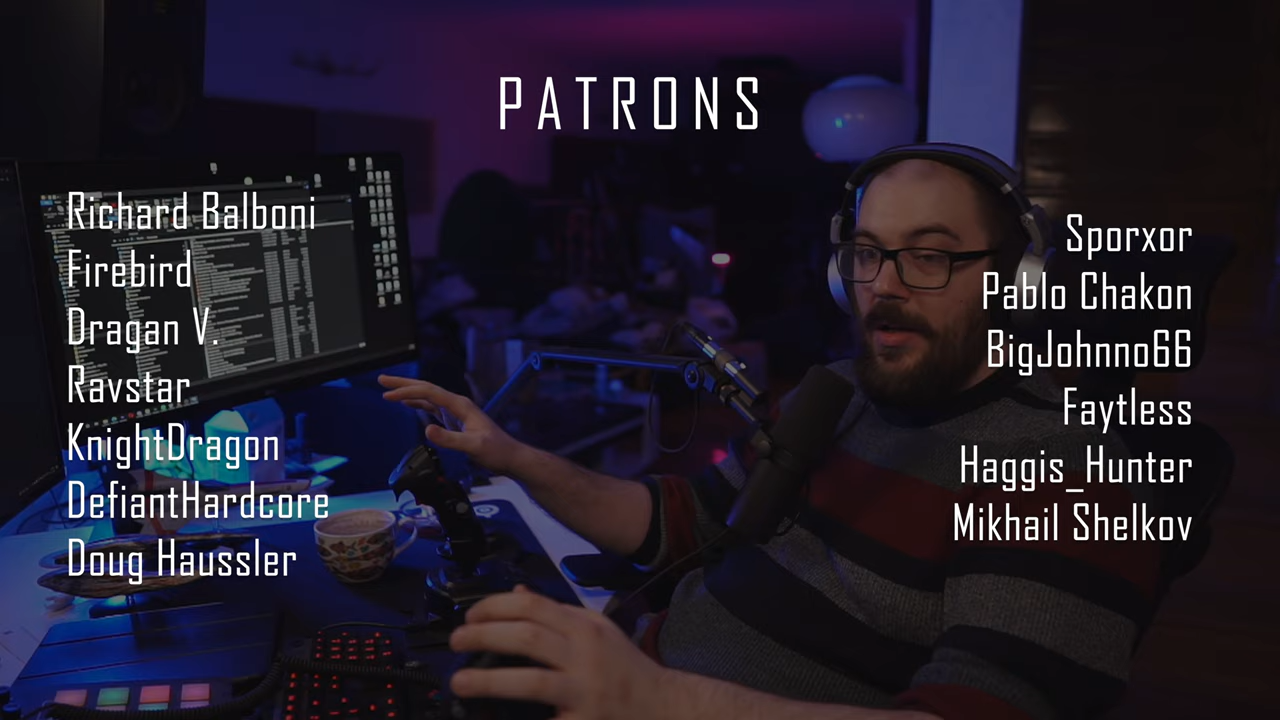 PATRONS
Richard Balboni
Firebird
Dragan V.
Ravstar
KnightDragon
DefiantHardcore
Doug Haussler
Sporxor
Pablo Chakon
BigJohnno66
Faytless
Haggis_Hunter
Mikhail Shelkov